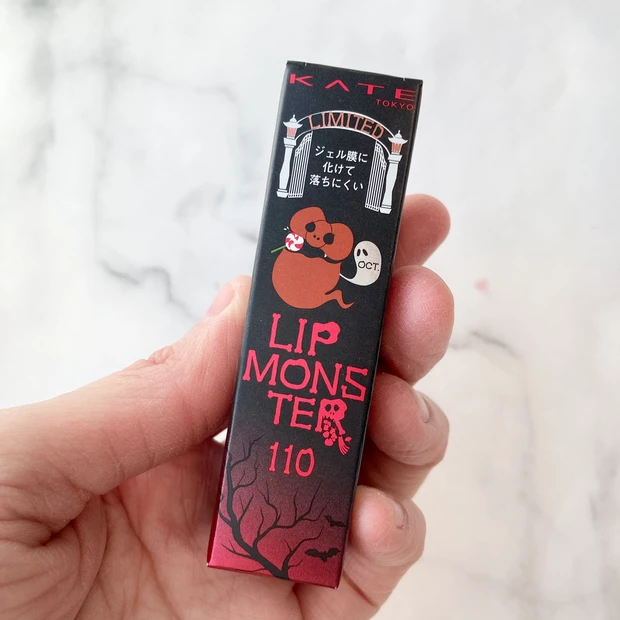 KATE
TOKYO
LIMITED
ジェル膜に
化けて
落ちにくい
OCT.
LIP
MONS
TER
110